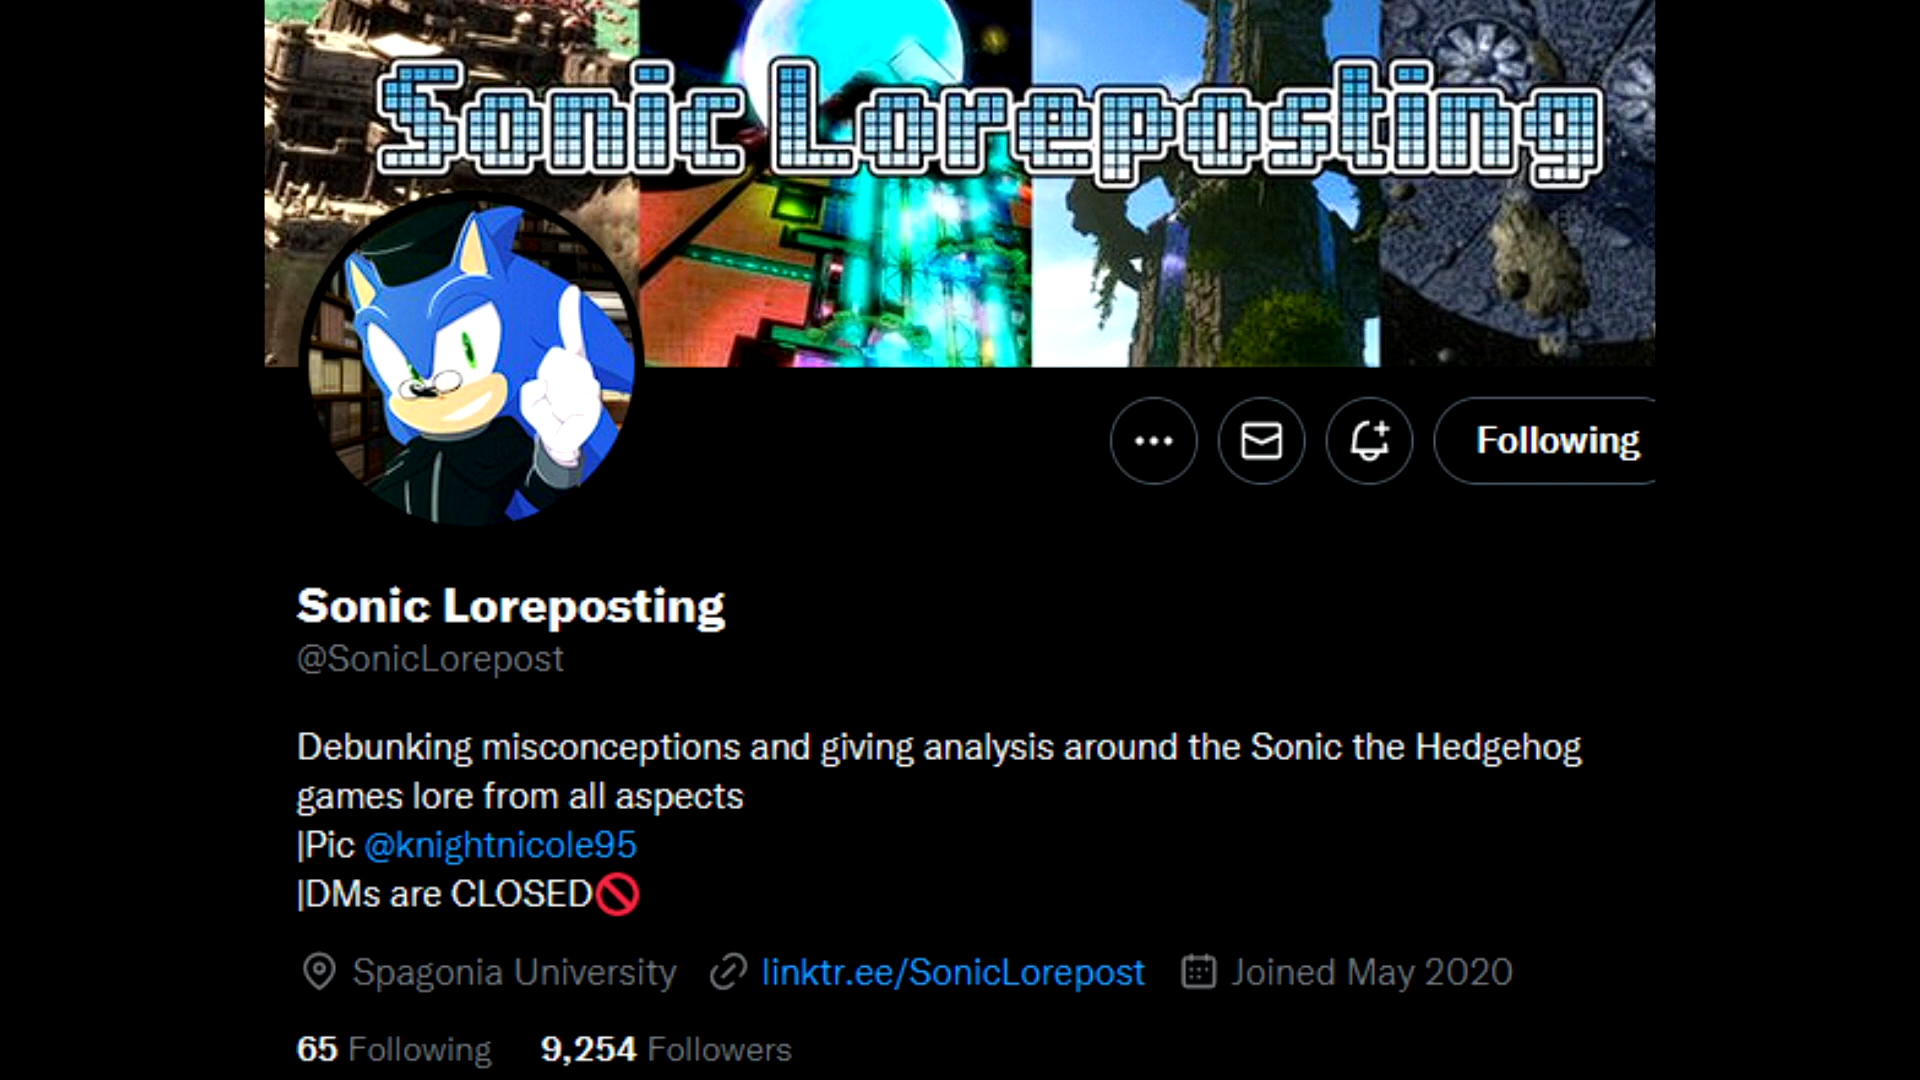 Sonic Loreposting
Following
Sonic Loreposting
@SonicLorepost
Debunking misconceptions and giving analysis around the Sonic the Hedgehog
games lore from all aspects
|Pic @knightnicole95
|DMs are CLOSED🚫
Spagonia University linktr.ee/SonicLorepost Joined May 2020
65 Following 9,254 Followers